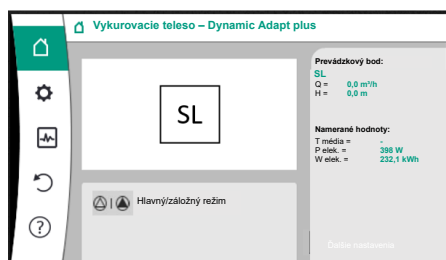 Vykurovacie teleso – Dynamic Adapt plus
SL
Hlavný/záložný režim
Prevádzkový bod:
SL
Q = 0,0 m³/h
H = 0,0 m
Namerané hodnoty:
T média = -
P elek. = 398 W
W elek. = 232,1 kWh
Ďalšie nastavenia